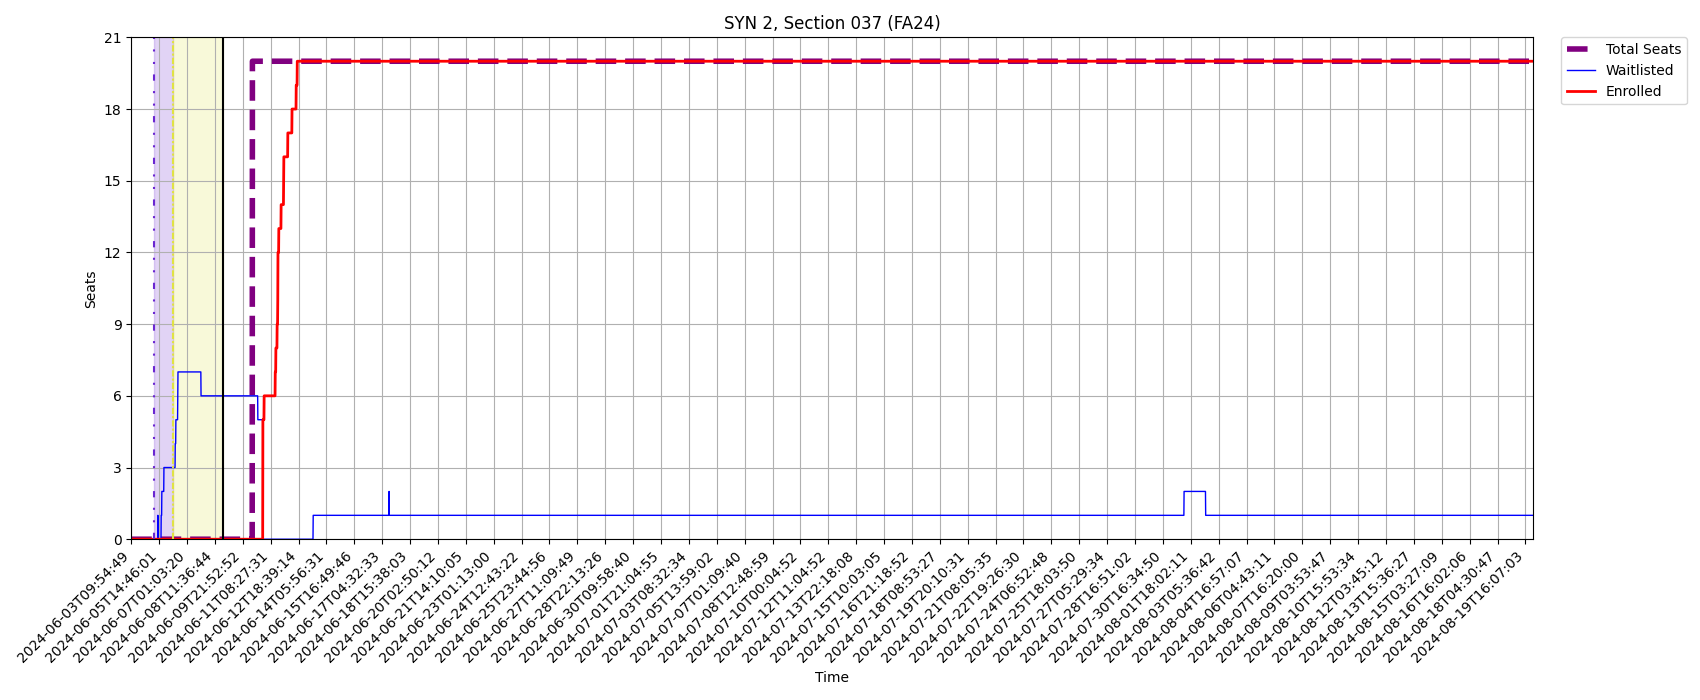 SYN 2, Section 037 (FA24)
Total Seats
Waitlisted
Enrolled
21
18
15
12
9
6
3
0
Seats
2024-06-03T09:54:49
2024-06-05T14:46:01
2024-06-07T01:03:20
2024-06-08T11:36:44
2024-06-09T21:52:52
2024-06-11T08:27:31
2024-06-12T18:39:14
2024-06-14T05:56:31
2024-06-15T16:49:46
2024-06-17T04:32:33
2024-06-18T15:38:03
2024-06-20T02:50:12
2024-06-21T14:10:05
2024-06-23T01:13:00
2024-06-24T12:43:22
2024-06-25T23:44:56
2024-06-27T11:09:49
2024-06-28T22:13:26
2024-06-30T09:58:40
2024-07-01T21:04:55
2024-07-03T08:32:34
2024-07-05T13:59:02
2024-07-07T01:09:40
2024-07-08T12:48:59
2024-07-10T00:04:52
2024-07-12T11:04:52
2024-07-13T22:18:08
2024-07-15T10:03:05
2024-07-16T21:18:52
2024-07-18T08:53:27
2024-07-19T20:10:31
2024-07-21T08:05:35
2024-07-22T19:26:30
2024-07-24T06:52:48
2024-07-25T18:03:50
2024-07-27T05:29:34
2024-07-28T16:51:02
2024-07-30T16:34:50
2024-08-01T18:02:11
2024-08-03T05:36:42
2024-08-04T16:57:07
2024-08-06T04:43:11
2024-08-07T16:20:00
2024-08-09T03:53:47
2024-08-10T15:53:34
2024-08-12T03:45:12
2024-08-13T15:36:27
2024-08-15T03:27:09
2024-08-16T16:02:06
2024-08-18T04:30:47
2024-08-19T16:07:03
Time